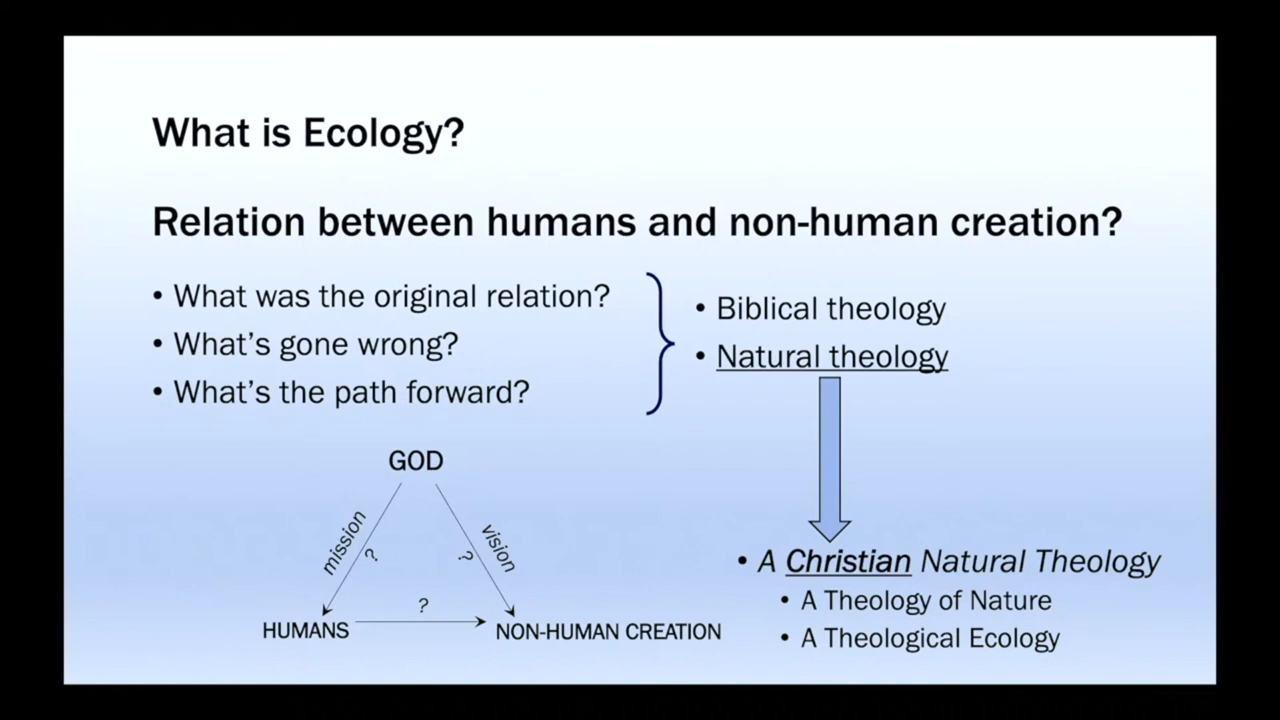 What is Ecology?
Relation between humans and non-human creation?
• What was the original relation?
• What's gone wrong?
• What's the path forward?
• Biblical theology
• Natural theology
GOD
mission
?
vision
?
?
HUMANS
NON-HUMAN CREATION
• A Christian Natural Theology
• A Theology of Nature
• A Theological Ecology